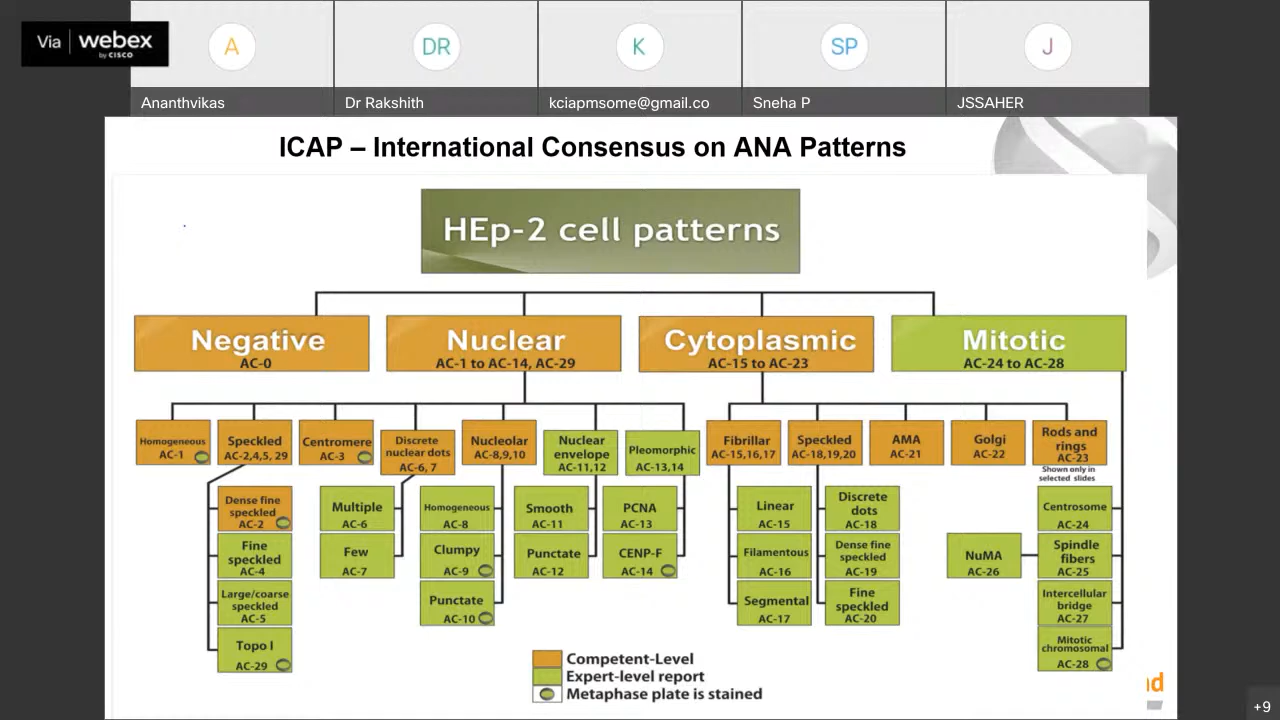 Via webex
by CISCO
A
DR
K
SP
J
Ananthvikas
Dr Rakshith
kciapmsome@gmail.co
Sneha P
JSSAHER
ICAP – International Consensus on ANA Patterns
HEp-2 cell patterns
Negative
AC-0
Nuclear
AC-1 to AC-14, AC-29
Cytoplasmic
AC-15 to AC-23
Mitotic
AC-24 to AC-28
Homogeneous
AC-1
Speckled
AC-2,4,5, 29
Centromere
AC-3
Discrete
nuclear dots
AC-6, 7
Nucleolar
AC-8,9,10
Nuclear
envelope
AC-11,12
Pleomorphic
AC-13,14
Fibrillar
AC-15,16,17
Speckled
AC-18,19,20
AMA
AC-21
Golgi
AC-22
Rods and
rings
AC-23
Shown only in
selected slides
Dense fine
speckled
AC-2
Fine
speckled
AC-4
Large/coarse
speckled
AC-5
Topo I
AC-29
Multiple
AC-6
Few
AC-7
Homogeneous
AC-8
Clumpy
AC-9
Punctate
AC-10
Smooth
AC-11
Punctate
AC-12
PCNA
AC-13
CENP-F
AC-14
Linear
AC-15
Filamentous
AC-16
Segmental
AC-17
Discrete
dots
AC-18
Dense fine
speckled
AC-19
Fine
speckled
AC-20
NuMA
AC-26
Centrosome
AC-24
Spindle
fibers
AC-25
Intercellular
bridge
AC-27
Mitotic
chromosomal
AC-28
Competent-Level
Expert-level report
Metaphase plate is stained
nd
+9